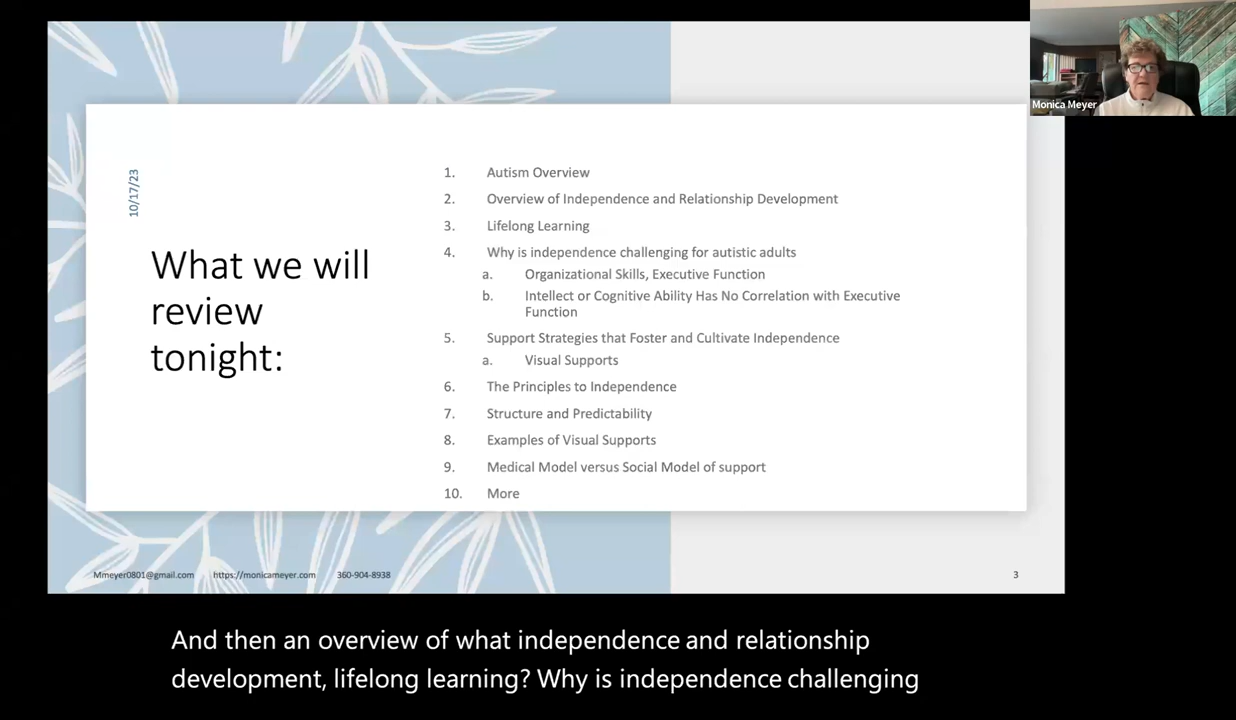 Monica Meyer
10/17/23
What we will
review
tonight:
1. Autism Overview
2. Overview of Independence and Relationship Development
3. Lifelong Learning
4. Why is independence challenging for autistic adults
a. Organizational Skills, Executive Function
b. Intellect or Cognitive Ability Has No Correlation with Executive
Function
5. Support Strategies that Foster and Cultivate Independence
a. Visual Supports
6. The Principles to Independence
7. Structure and Predictability
8. Examples of Visual Supports
9. Medical Model versus Social Model of support
10. More
Mmeyer0801@gmail.com https://monicameyer.com 360-904-8938
3
And then an overview of what independence and relationship
development, lifelong learning? Why is independence challenging